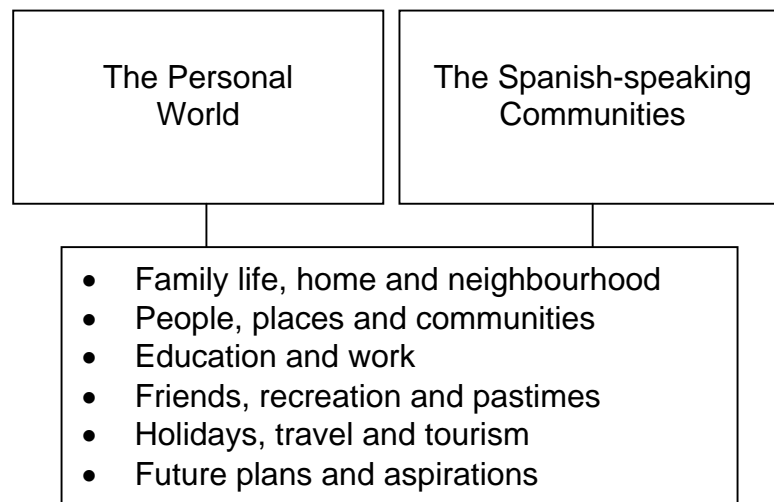 The Personal
World
The Spanish-speaking
Communities
• Family life, home and neighbourhood
• People, places and communities
• Education and work
• Friends, recreation and pastimes
• Holidays, travel and tourism
• Future plans and aspirations